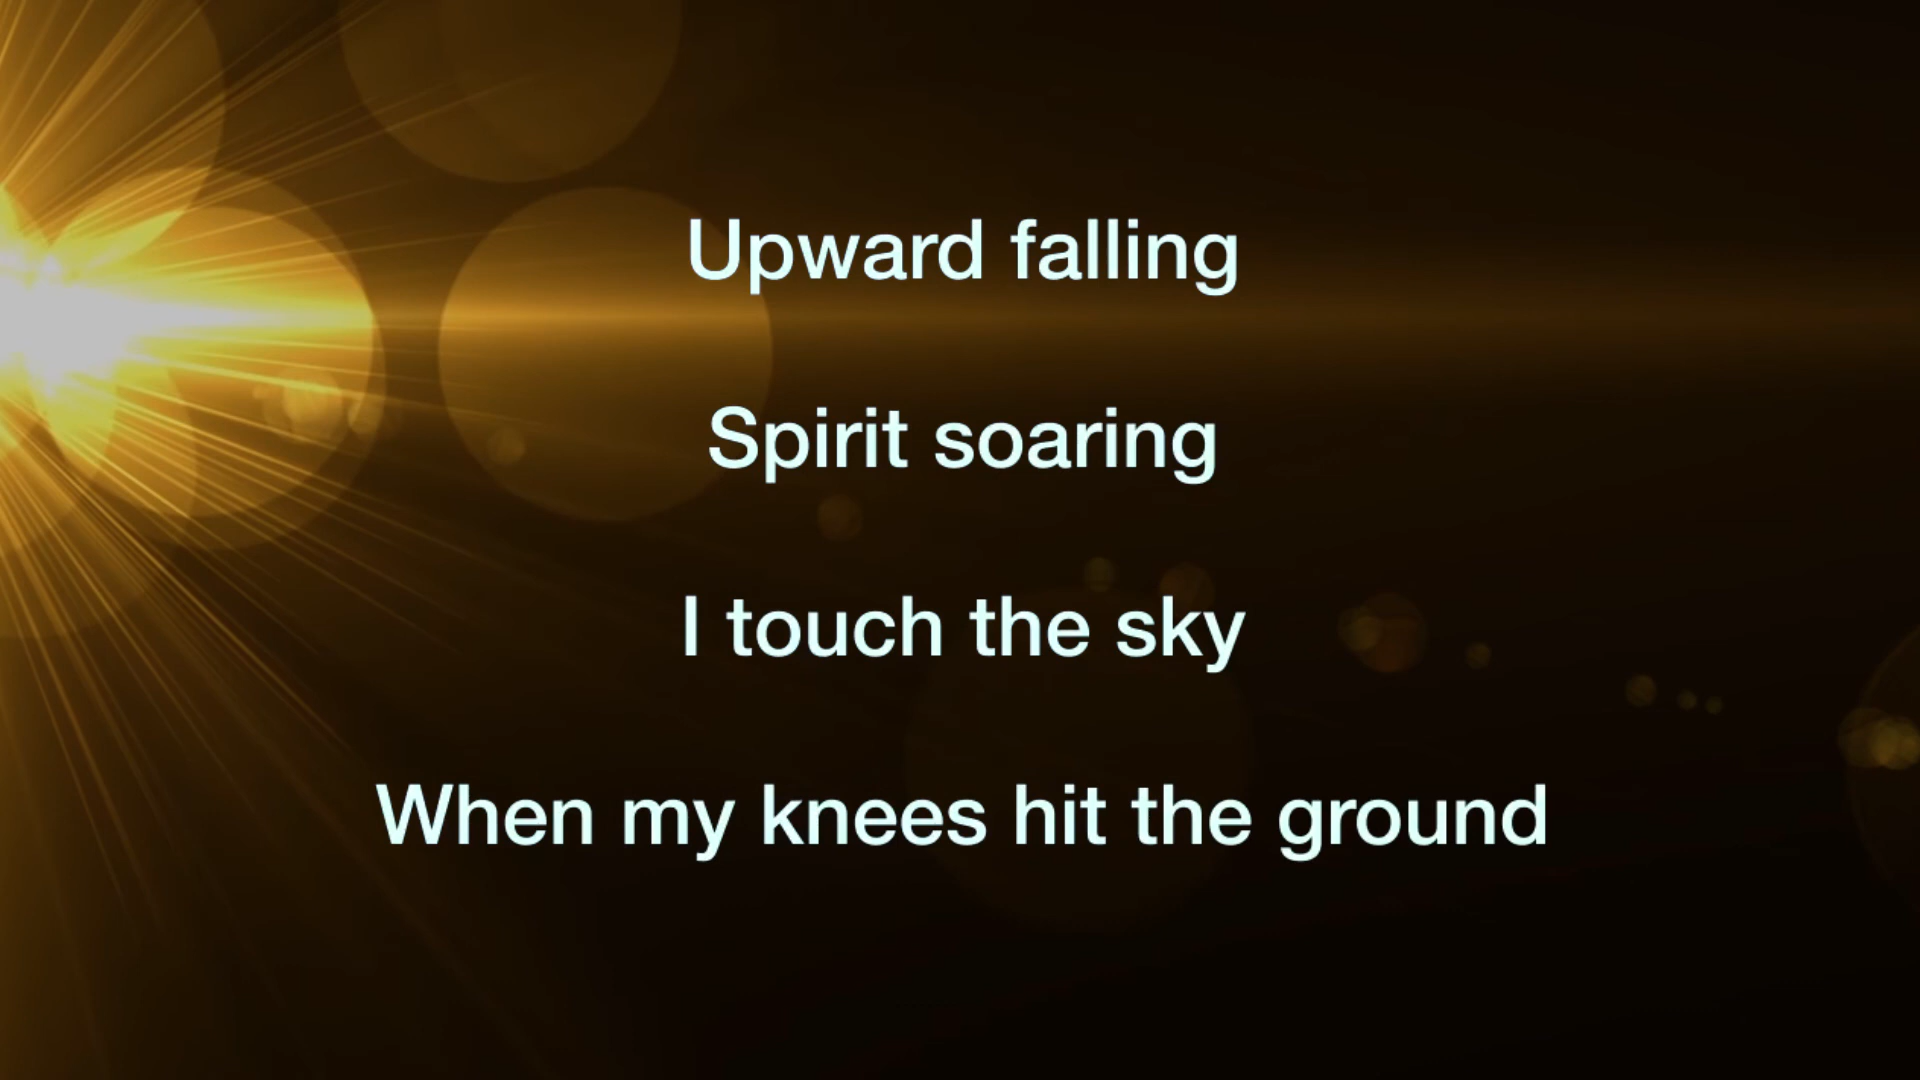 Upward falling
Spirit soaring
I touch the sky
When my knees hit the ground